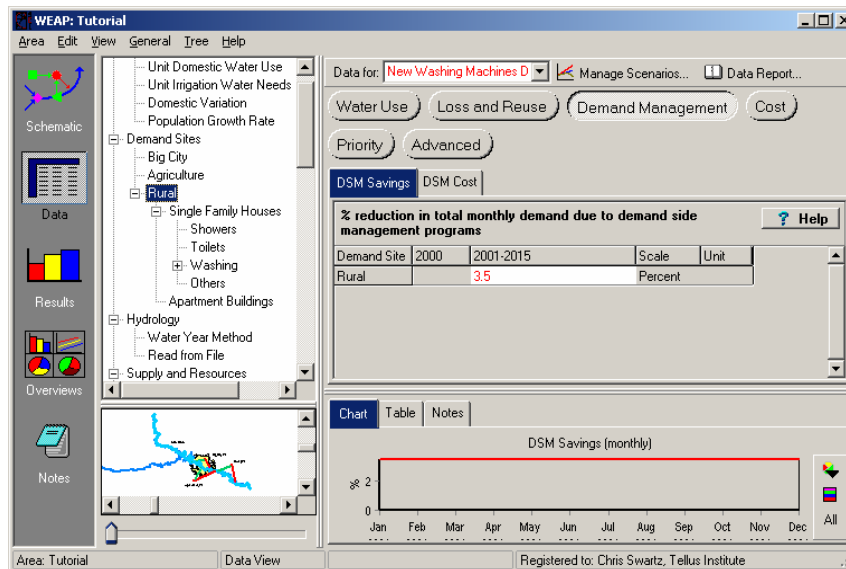 WEAP: Tutorial
Area Edit View General Tree Help
Schematic
Data
Results
Overviews
Notes
Unit Domestic Water Use
Unit Irrigation Water Needs
Domestic Variation
Population Growth Rate
Demand Sites
Big City
Agriculture
Rural
Single Family Houses
Showers
Toilets
Washing
Others
Apartment Buildings
Hydrology
Water Year Method
Read from File
Supply and Resources
Data for: New Washing Machines D Manage Scenarios... Data Report...
Water Use Loss and Reuse Demand Management Cost
Priority Advanced
DSM Savings DSM Cost
% reduction in total monthly demand due to demand side
management programs
? Help
Demand Site 2000 2001-2015 Scale Unit
Rural 3.5 Percent
Chart Table Notes
DSM Savings (monthly)
%
2
0
Jan Feb Mar Apr May Jun Jul Aug Sep Oct Nov Dec
All
Area: Tutorial Data View Registered to: Chris Swartz, Tellus Institute